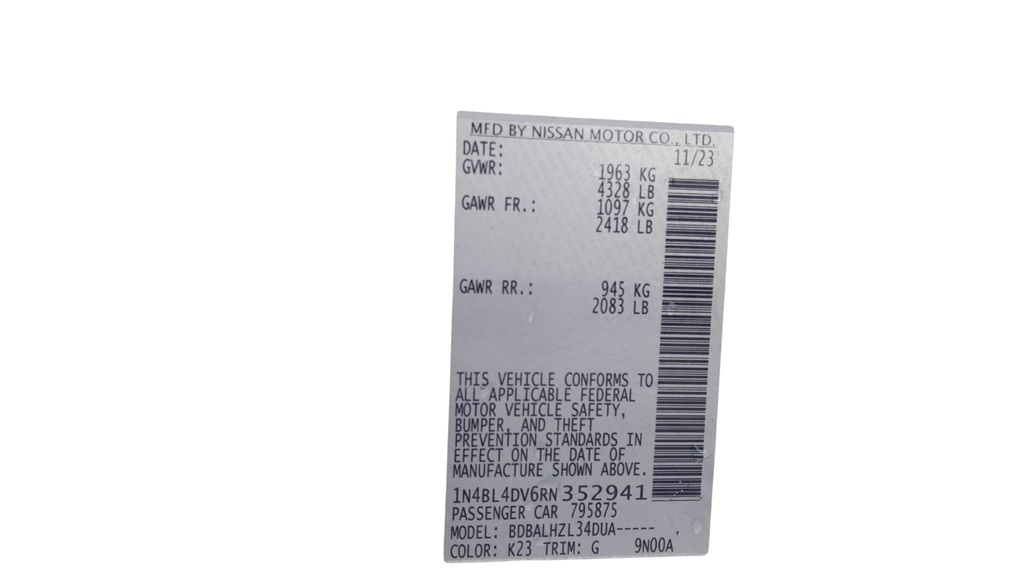 MFD BY NISSAN MOTOR CO., LTD.
DATE: 11/23
GVWR: 1963 KG
4328 LB
GAWR FR.: 1097 KG
2418 LB
GAWR RR.: 945 KG
2083 LB
THIS VEHICLE CONFORMS TO
ALL APPLICABLE FEDERAL
MOTOR VEHICLE SAFETY,
BUMPER, AND THEFT
PREVENTION STANDARDS IN
EFFECT ON THE DATE OF
MANUFACTURE SHOWN ABOVE.
1N4BL4DV6RN352941
PASSENGER CAR 795875
MODEL: BDBALHZL34DUA-----
COLOR: K23 TRIM: G 9N00A